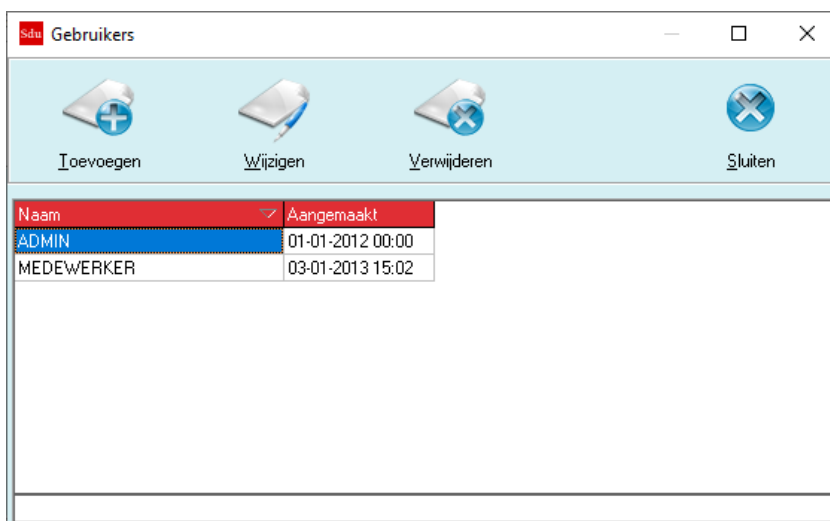 Sdu Gebruikers
Toevoegen Wijzigen Verwijderen Sluiten
Naam Aangemaakt
ADMIN 01-01-2012 00:00
MEDEWERKER 03-01-2013 15:02